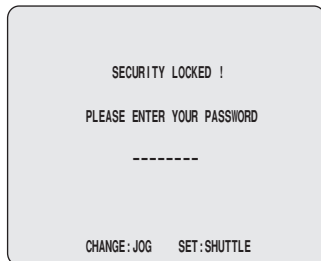 SECURITY LOCKED !
PLEASE ENTER YOUR PASSWORD
--------
CHANGE:JOG SET:SHUTTLE